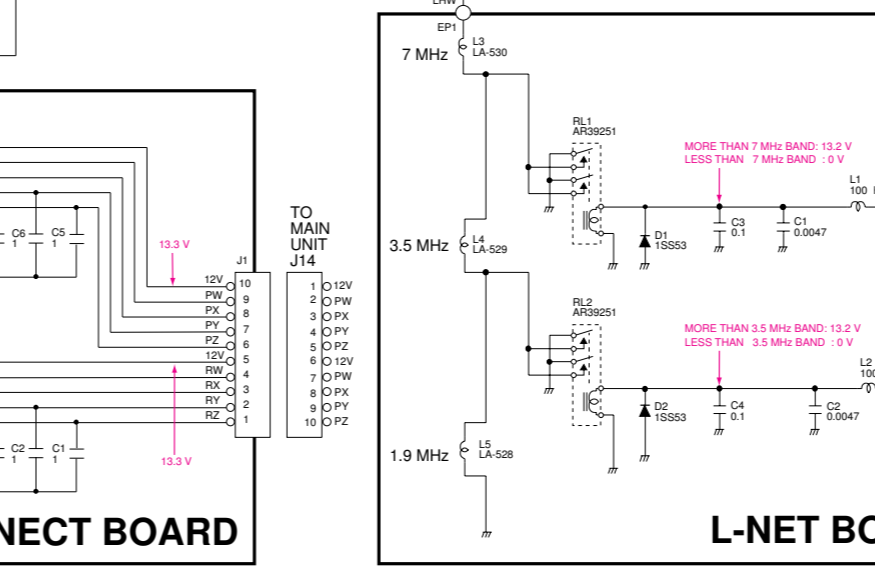 LHW
EP1
L3
LA-530
7 MHz
RL1
AR39251
MORE THAN 7 MHz BAND: 13.2 V
LESS THAN 7 MHz BAND : 0 V
L1
100
C3
0.1
C1
0.0047
D1
1SS53
3.5 MHz
L4
LA-529
RL2
AR39251
MORE THAN 3.5 MHz BAND: 13.2 V
LESS THAN 3.5 MHz BAND : 0 V
L2
D2
1SS53
C4
0.1
C2
0.0047
1.9 MHz
L5
LA-528
L-NET
C6
1
C5
1
13.3 V
J1
12V 10
PW 9
PX 8
PY 7
PZ 6
12V 5
RW 4
RX 3
RY 2
RZ 1
13.3 V
C2
1
C1
1
BOARD
TO
MAIN
UNIT
J14
1 12V
2 PW
3 PX
4 PY
5 PZ
6 12V
7 PW
8 PX
9 PY
10 PZ